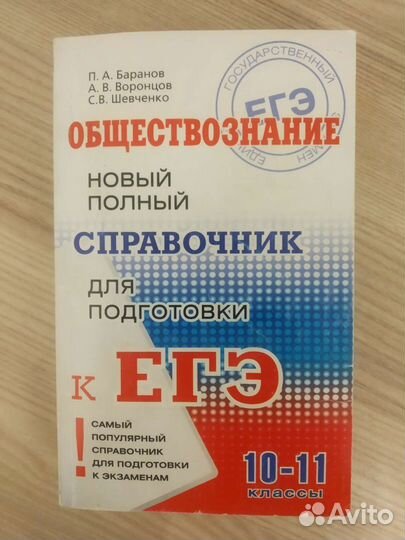 П. А. Баранов
А. В. Воронцов
С.В. Шевченко
ГОСУДАРСТВЕННЫЙ
ЕГЭ
ОБЩЕСТВОЗНАНИЕ
НОВЫЙ
ПОЛНЫЙ
СПРАВОЧНИК
ДЛЯ
ПОДГОТОВКИ
К ЕГЭ
! САМЫЙ
ПОПУЛЯРНЫЙ
СПРАВОЧНИК
ДЛЯ ПОДГОТОВКИ
К ЭКЗАМЕНАМ
10-11
КЛАССЫ
Avito